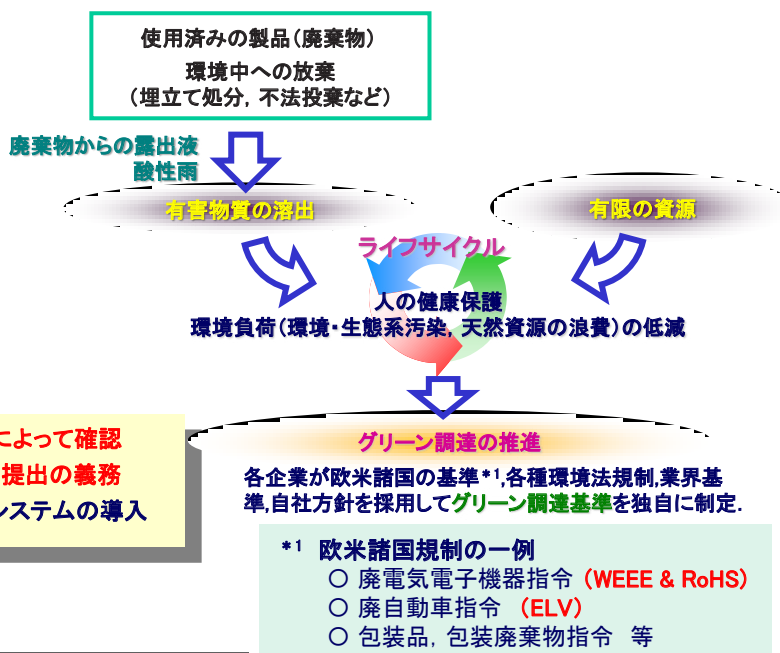 使用済みの製品(廃棄物)
環境中への放棄
(埋立て処分, 不法投棄など)
廃棄物からの露出液
酸性雨
有害物質の溶出
有限の資源
ライフサイクル
人の健康保護
環境負荷(環境・生態系汚染, 天然資源の浪費)の低減
グリーン調達の推進
によって確認
提出の義務
ステムの導入
各企業が欧米諸国の基準*1,各種環境法規制,業界基
準,自社方針を採用してグリーン調達基準を独自に制定.
*1 欧米諸国規制の一例
○ 廃電気電子機器指令 (WEEE & RoHS)
○ 廃自動車指令 (ELV)
○ 包装品, 包装廃棄物指令 等